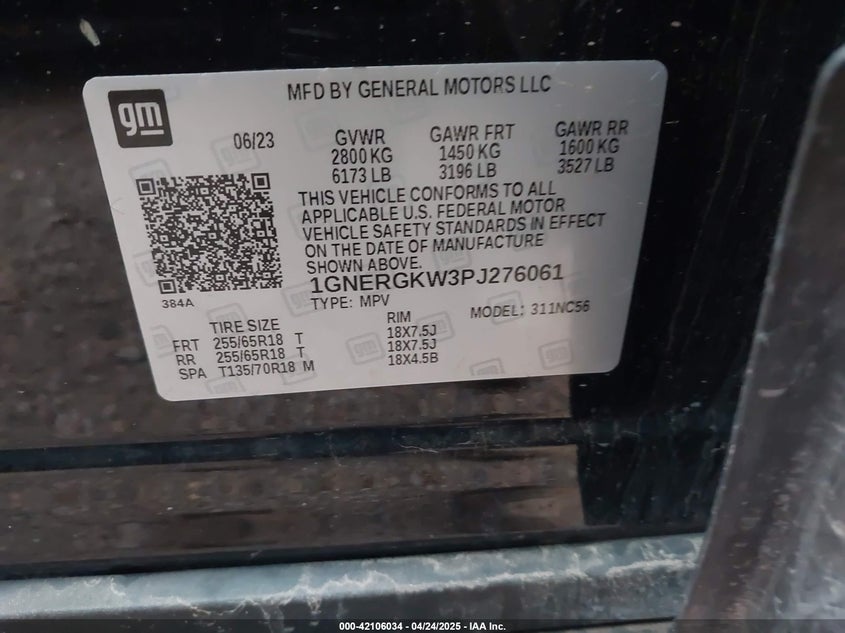 gm
MFD BY GENERAL MOTORS LLC
06/23
GVWR GAWR FRT GAWR RR
2800 KG 1450 KG 1600 KG
6173 LB 3196 LB 3527 LB
THIS VEHICLE CONFORMS TO ALL
APPLICABLE U.S. FEDERAL MOTOR
VEHICLE SAFETY STANDARDS IN EFFECT
ON THE DATE OF MANUFACTURE
SHOWN ABOVE.
384A
1GNERGKW3PJ276061
TYPE: MPV MODEL: 311NC56
TIRE SIZE RIM
FRT 255/65R18 T 18X7.5J
RR 255/65R18 T 18X7.5J
SPA T135/70R18 M 18X4.5B
000-42106034 - 04/24/2025 - IAA Inc.